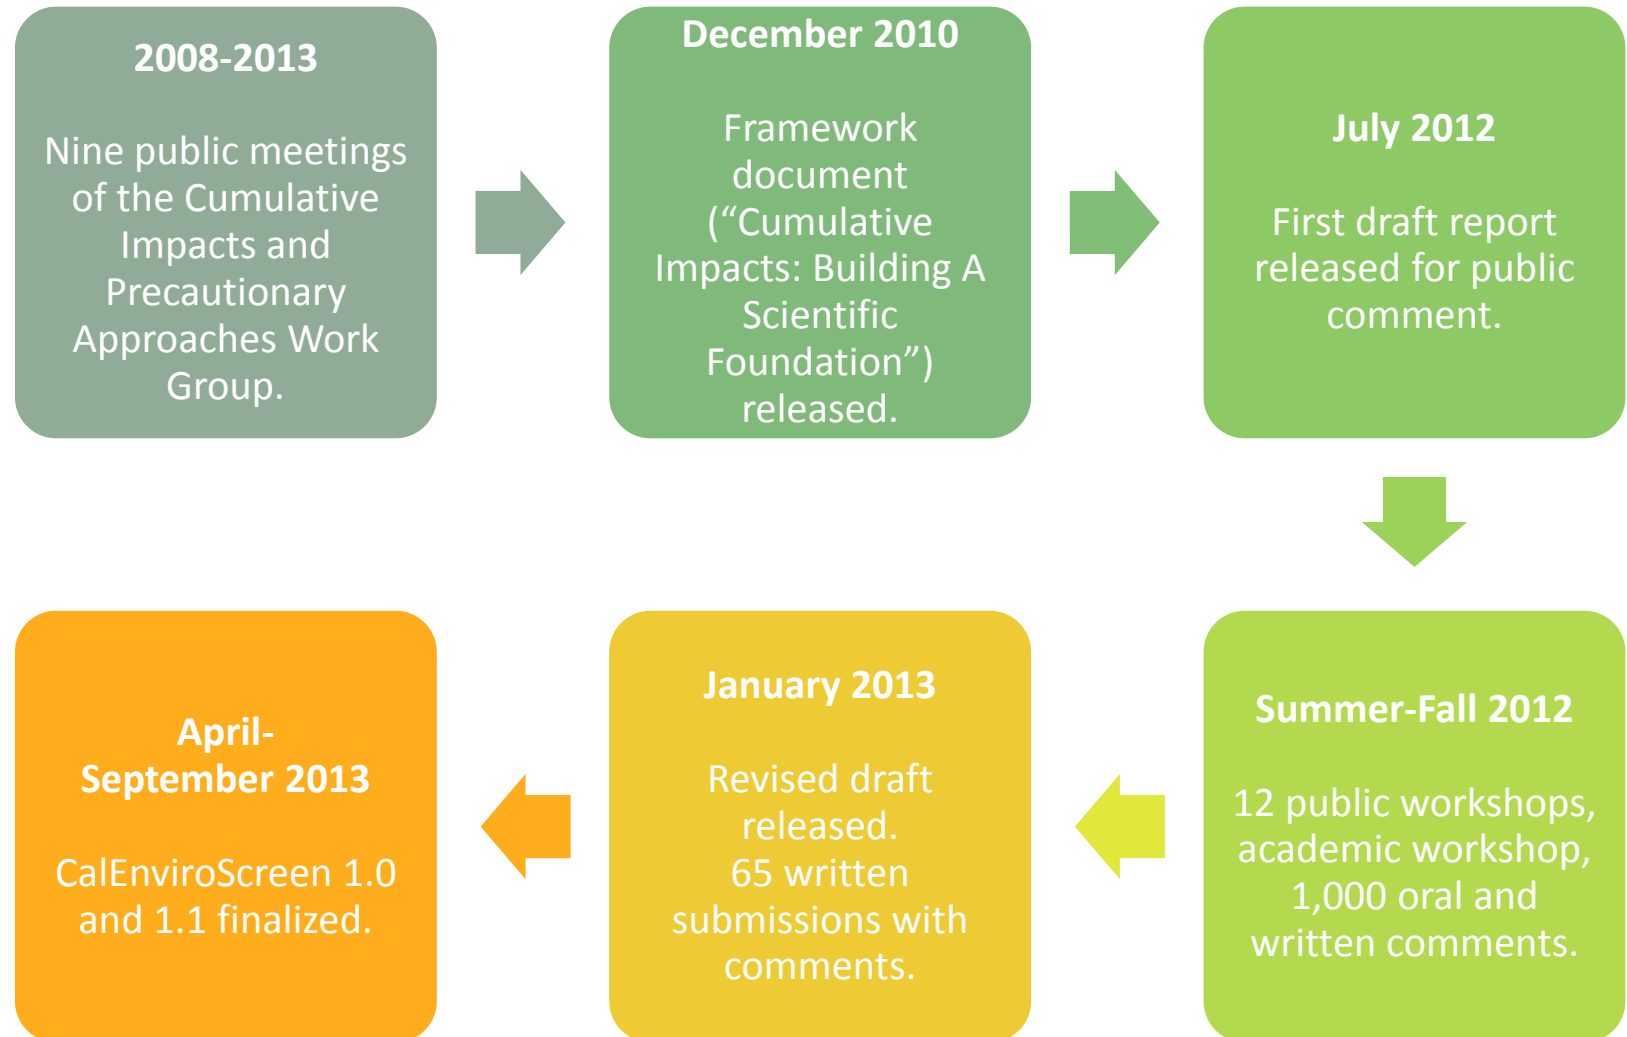 2008-2013
Nine public meetings
of the Cumulative
Impacts and
Precautionary
Approaches Work
Group.
December 2010
Framework
document
(“Cumulative
Impacts: Building A
Scientific
Foundation”)
released.
July 2012
First draft report
released for public
comment.
Summer-Fall 2012
12 public workshops,
academic workshop,
1,000 oral and
written comments.
January 2013
Revised draft
released.
65 written
submissions with
comments.
April-
September 2013
CalEnviroScreen 1.0
and 1.1 finalized.